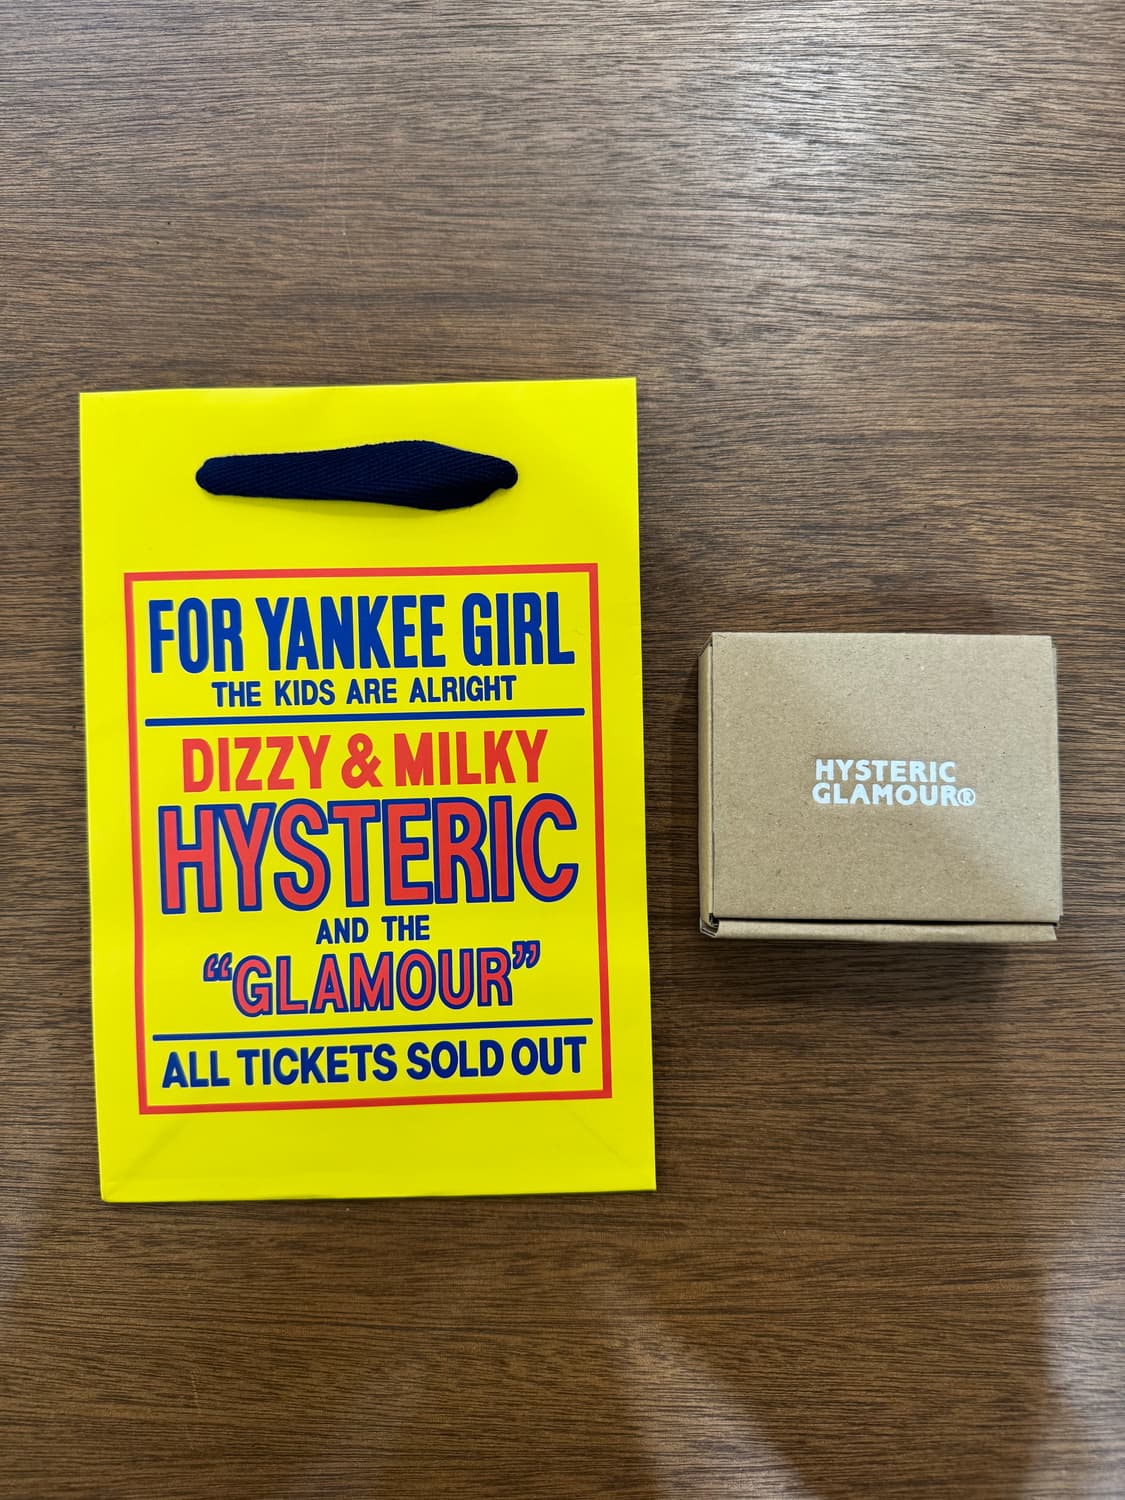 FOR YANKEE GIRL
THE KIDS ARE ALRIGHT
DIZZY & MILKY
HYSTERIC
AND THE
“GLAMOUR”
ALL TICKETS SOLD OUT
HYSTERIC
GLAMOUR®